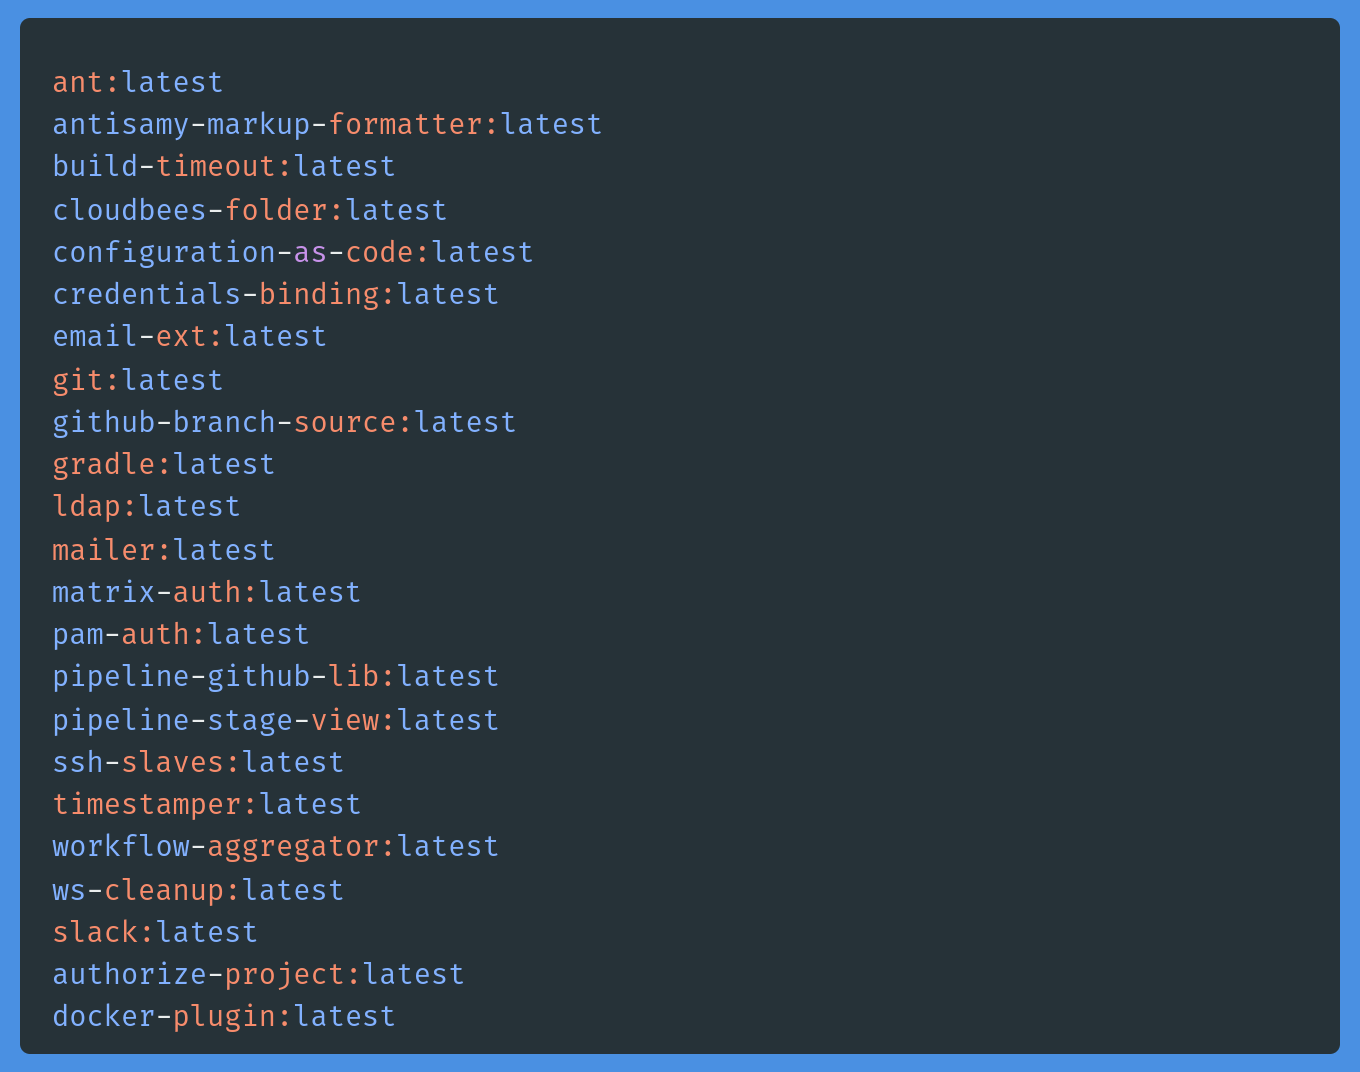 ant:latest
antisamy-markup-formatter:latest
build-timeout:latest
cloudbees-folder:latest
configuration-as-code:latest
credentials-binding:latest
email-ext:latest
git:latest
github-branch-source:latest
gradle:latest
ldap:latest
mailer:latest
matrix-auth:latest
pam-auth:latest
pipeline-github-lib:latest
pipeline-stage-view:latest
ssh-slaves:latest
timestamper:latest
workflow-aggregator:latest
ws-cleanup:latest
slack:latest
authorize-project:latest
docker-plugin:latest